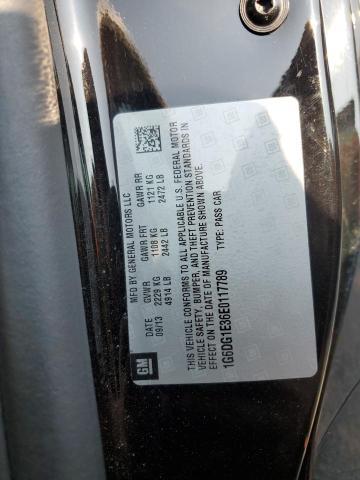 MFD BY GENERAL MOTORS LLC
DATE GVWR GAWR FRT GAWR RR
09/13 2229 KG 1108 KG 1121 KG
4914 LB 2442 LB 2472 LB
GM
THIS VEHICLE CONFORMS TO ALL APPLICABLE U.S. FEDERAL MOTOR
VEHICLE SAFETY, BUMPER, AND THEFT PREVENTION STANDARDS IN
EFFECT ON THE DATE OF MANUFACTURE SHOWN ABOVE.
1G6DG1E36E0117789 TYPE: PASS CAR